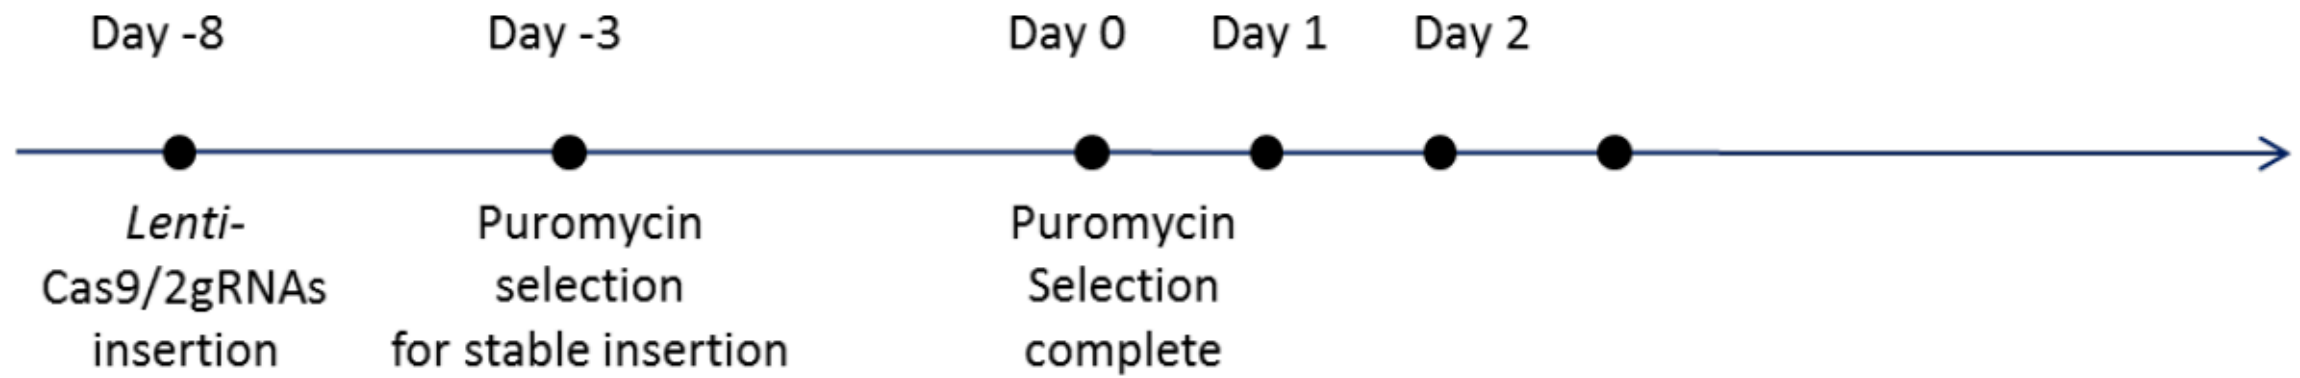 Day -8
Day -3
Day 0
Day 1
Day 2
Lenti-
Cas9/2gRNAs
insertion
Puromycin
selection
for stable insertion
Puromycin
Selection
complete